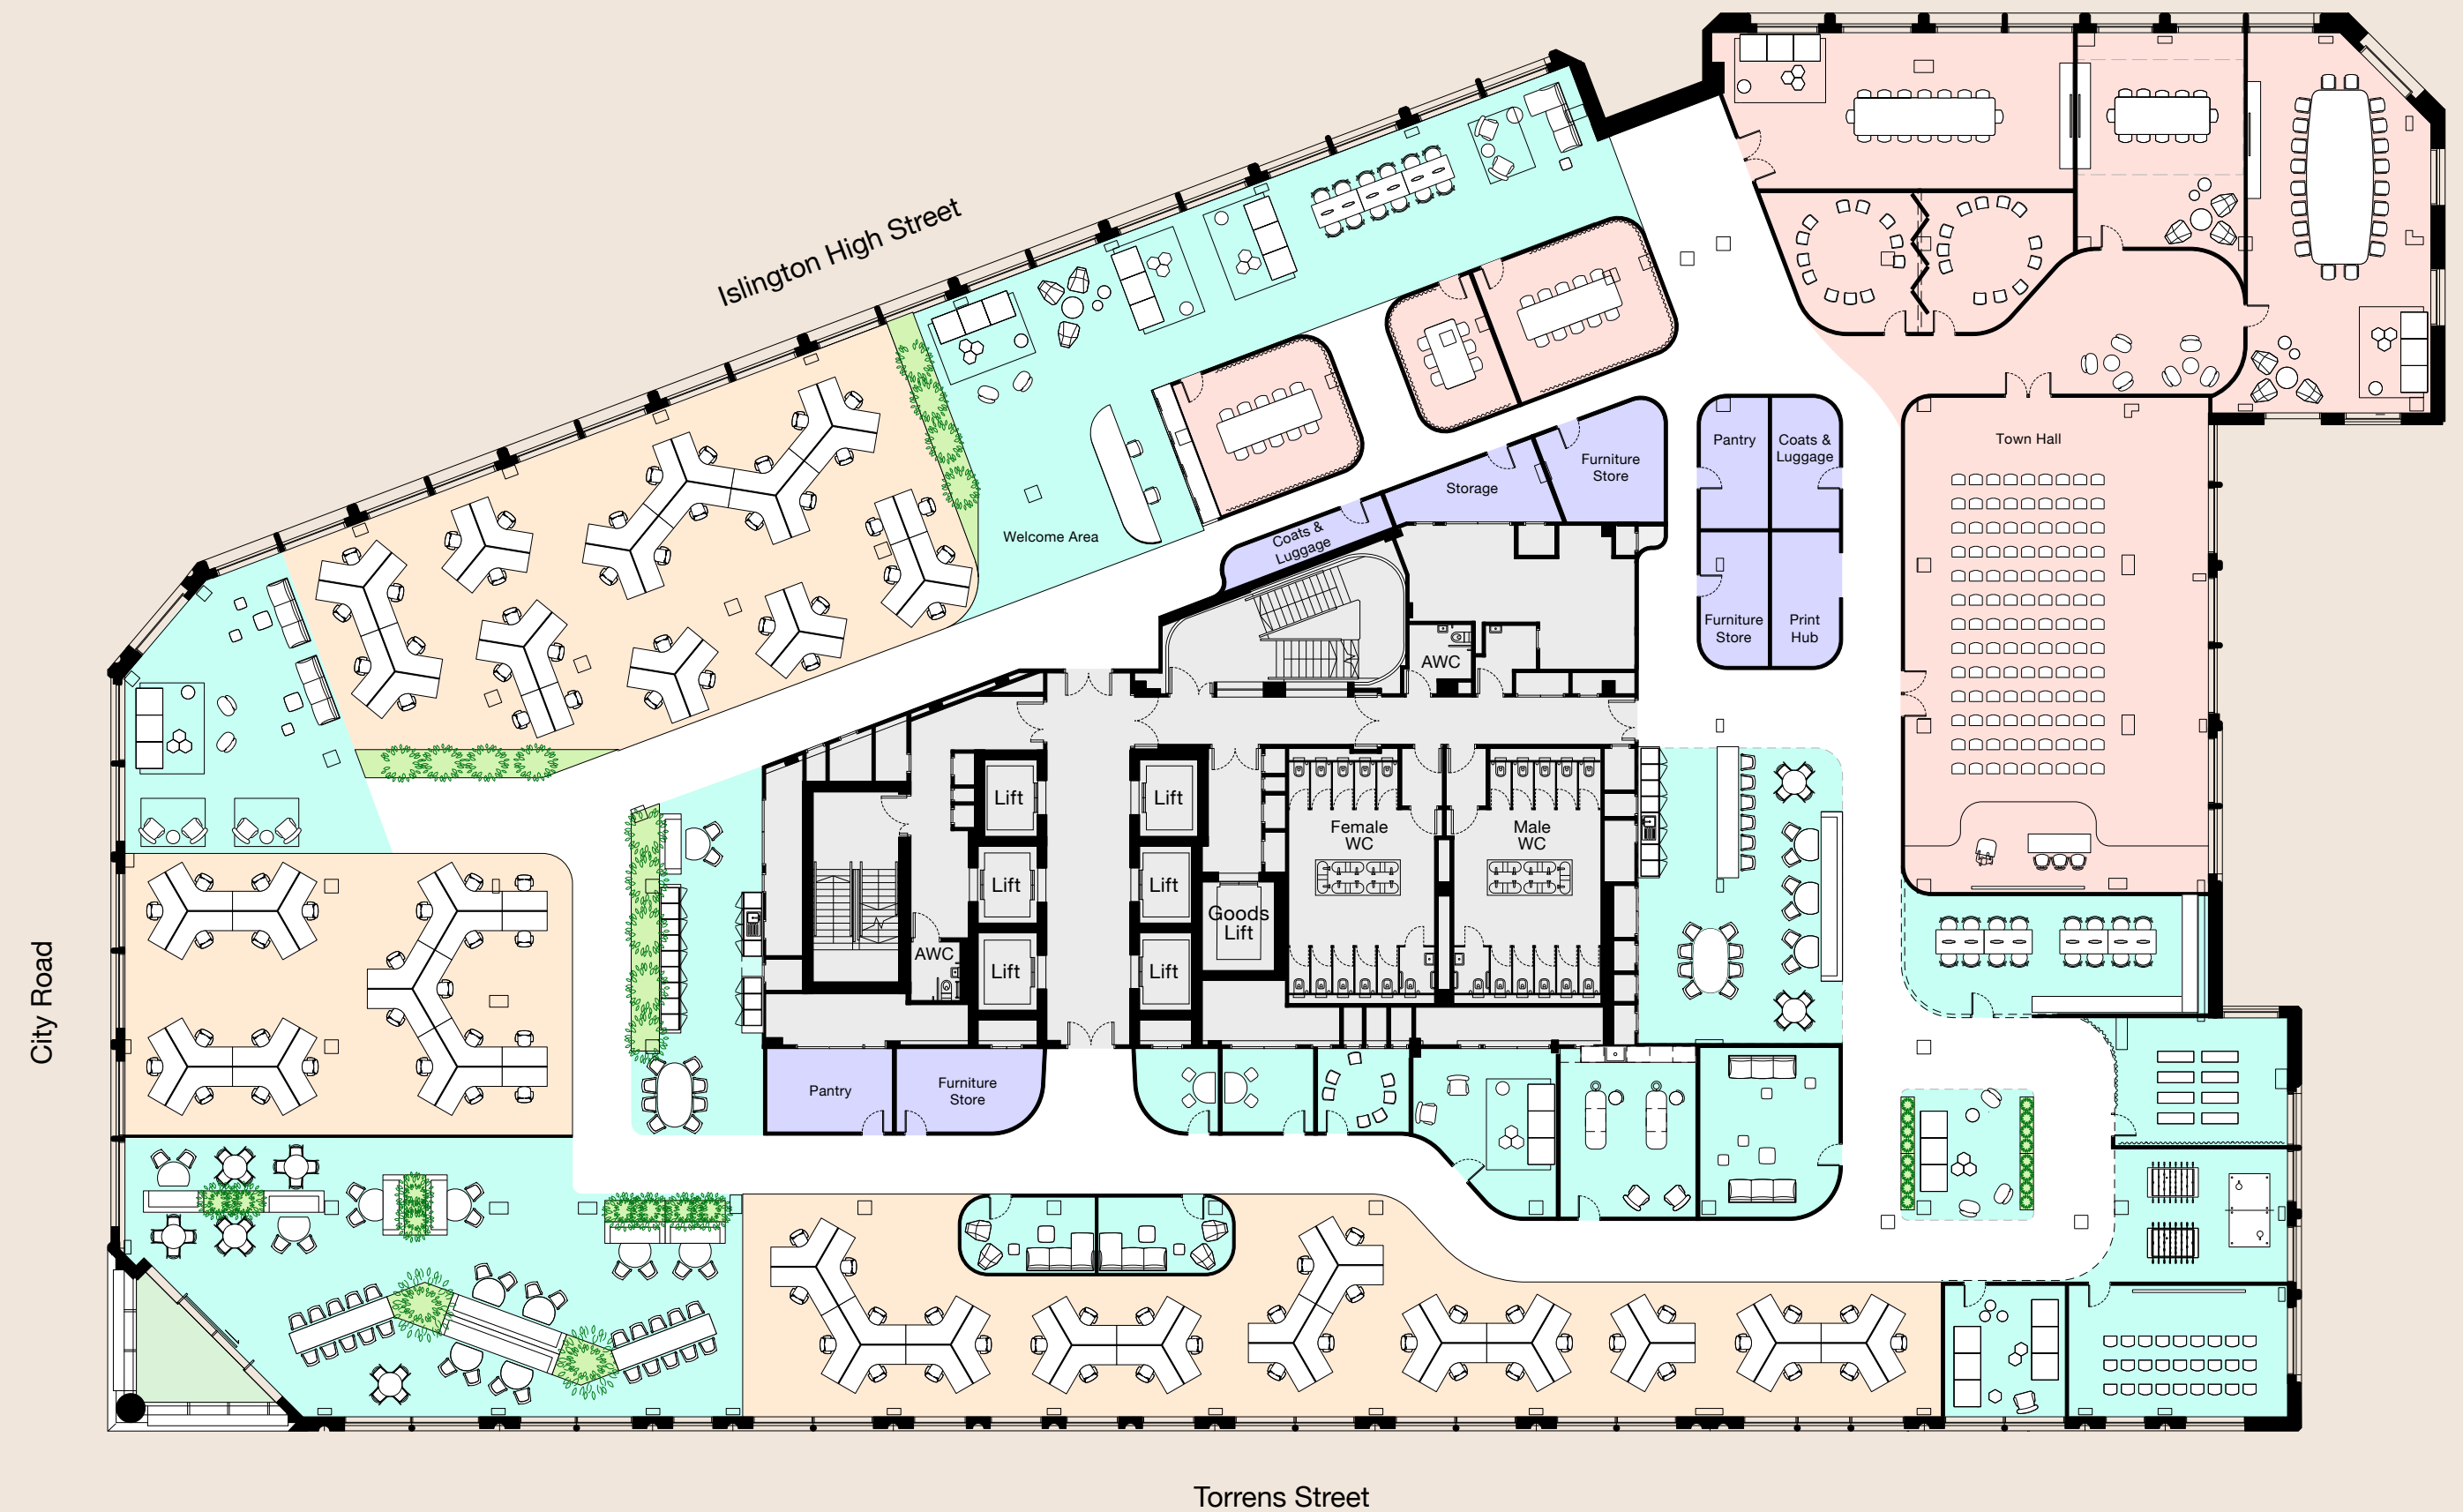 Islington High Street
Town Hall
Pantry
Coats &
Luggage
Furniture
Store
Storage
Coats &
Luggage
Welcome Area
Furniture
Store
Print
Hub
AWC
Lift
Lift
Female
WC
Male
WC
Lift
Lift
Goods
Lift
AWC
Lift
Lift
City Road
Pantry
Furniture
Store
Torrens Street